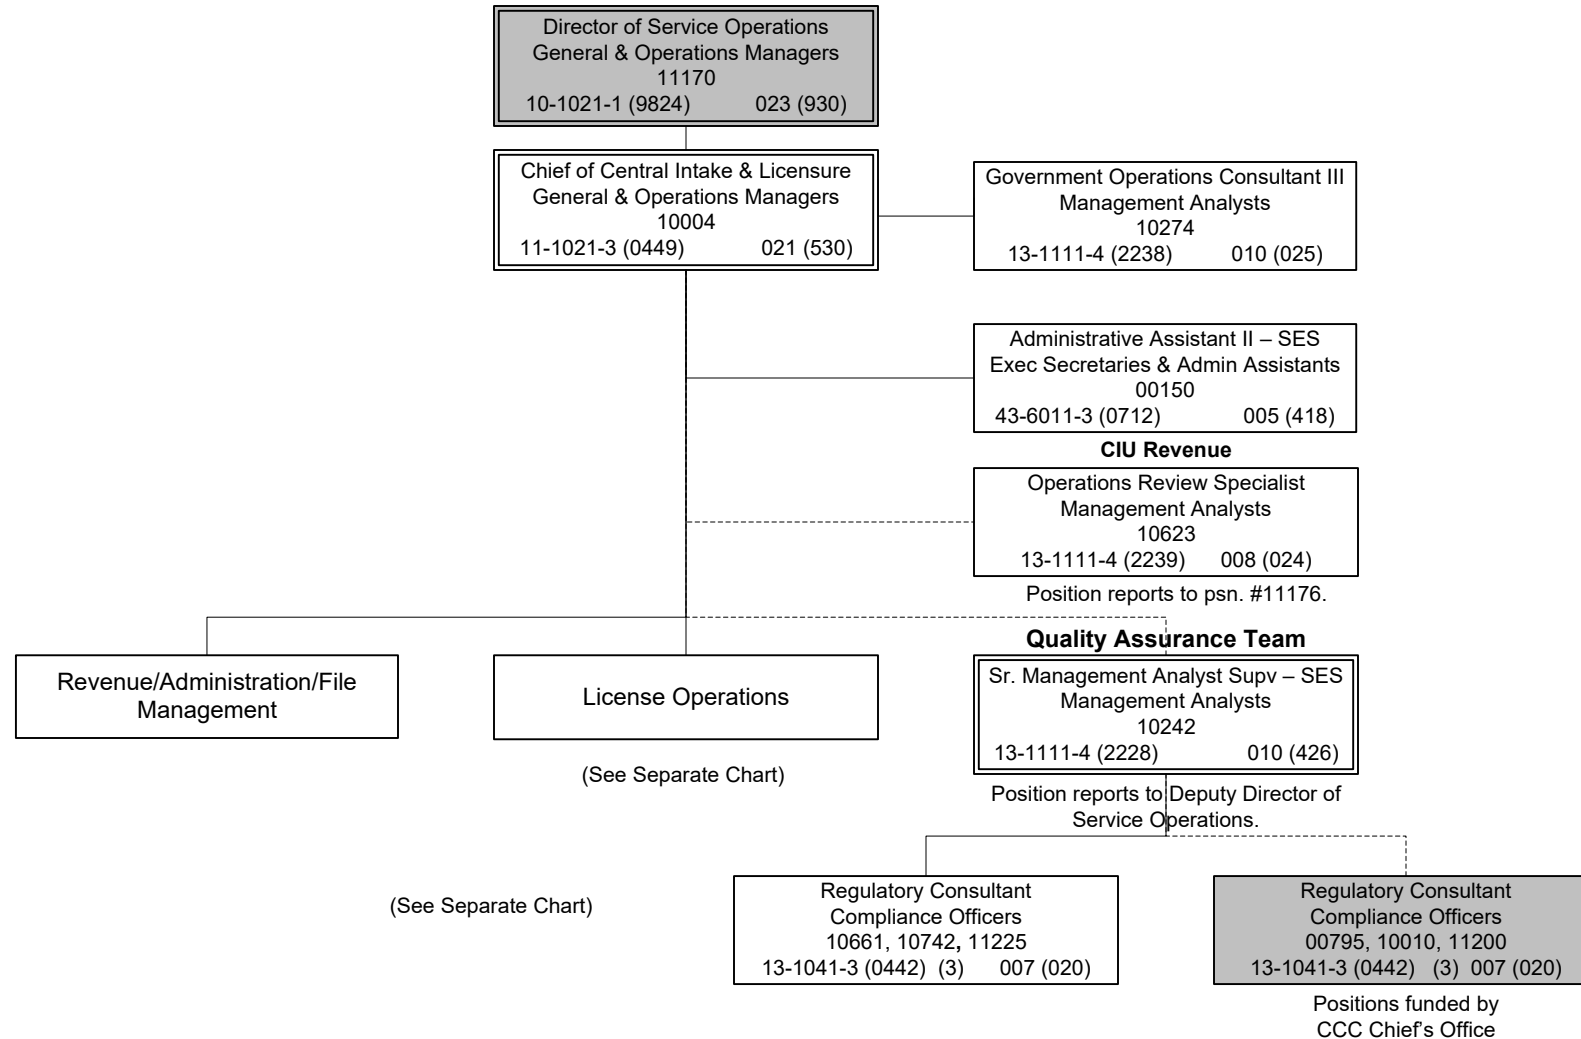 Director of Service Operations
General & Operations Managers
11170
10-1021-1 (9824) 023 (930)
Chief of Central Intake & Licensure
General & Operations Managers
10004
11-1021-3 (0449) 021 (530)
Government Operations Consultant III
Management Analysts
10274
13-1111-4 (2238) 010 (025)
Administrative Assistant II – SES
Exec Secretaries & Admin Assistants
00150
43-6011-3 (0712) 005 (418)
CIU Revenue
Operations Review Specialist
Management Analysts
10623
13-1111-4 (2239) 008 (024)
Position reports to psn. #11176.
Revenue/Administration/File
Management
License Operations
(See Separate Chart)
Quality Assurance Team
Sr. Management Analyst Supv – SES
Management Analysts
10242
13-1111-4 (2228) 010 (426)
Position reports to Deputy Director of
Service Operations.
(See Separate Chart)
Regulatory Consultant
Compliance Officers
10661, 10742, 11225
13-1041-3 (0442) (3) 007 (020)
Regulatory Consultant
Compliance Officers
00795, 10010, 11200
13-1041-3 (0442) (3) 007 (020)
Positions funded by
CCC Chief's Office